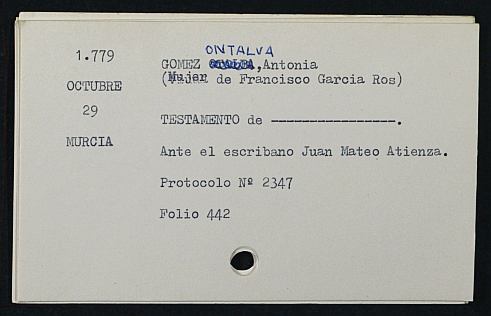 1.779
OCTUBRE
29
MURCIA
ONTALVA
GOMEZ ,Antonia
(Mujer de Francisco Garcia Ros)
TESTAMENTO de -----------------.
Ante el escribano Juan Mateo Atienza.
Protocolo Nº 2347
Folio 442